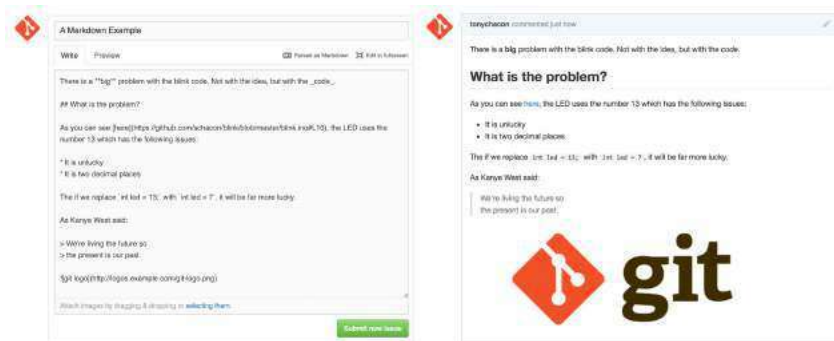 A Markdown Example
Write Preview Parsed as Markdown Edit in fullscreen
There is a **big** problem with the blink code. Not with the idea, but with the _code_.
## What is the problem?
As you can see [here](https://github.com/schacon/blink/blob/master/blink.ino#L10), the LED uses the
number 13 which has the following issues:
* It is unlucky
* It is two decimal places
The if we replace `int led = 13;` with `int led = 7`, it will be far more lucky.
As Kanye West said:
> We're living the future so
> the present is our past.
![git logo](http://logos.example.com/git-logo.png)
Attach images by dragging & dropping or selecting them.
Submit new issue
tonychacon commented just now
There is a big problem with the blink code. Not with the idea, but with the code.
What is the problem?
As you can see here, the LED uses the number 13 which has the following issues:
• It is unlucky
• It is two decimal places
The if we replace int led = 13; with int led = 7, it will be far more lucky.
As Kanye West said:
We're living the future so
the present is our past.
git